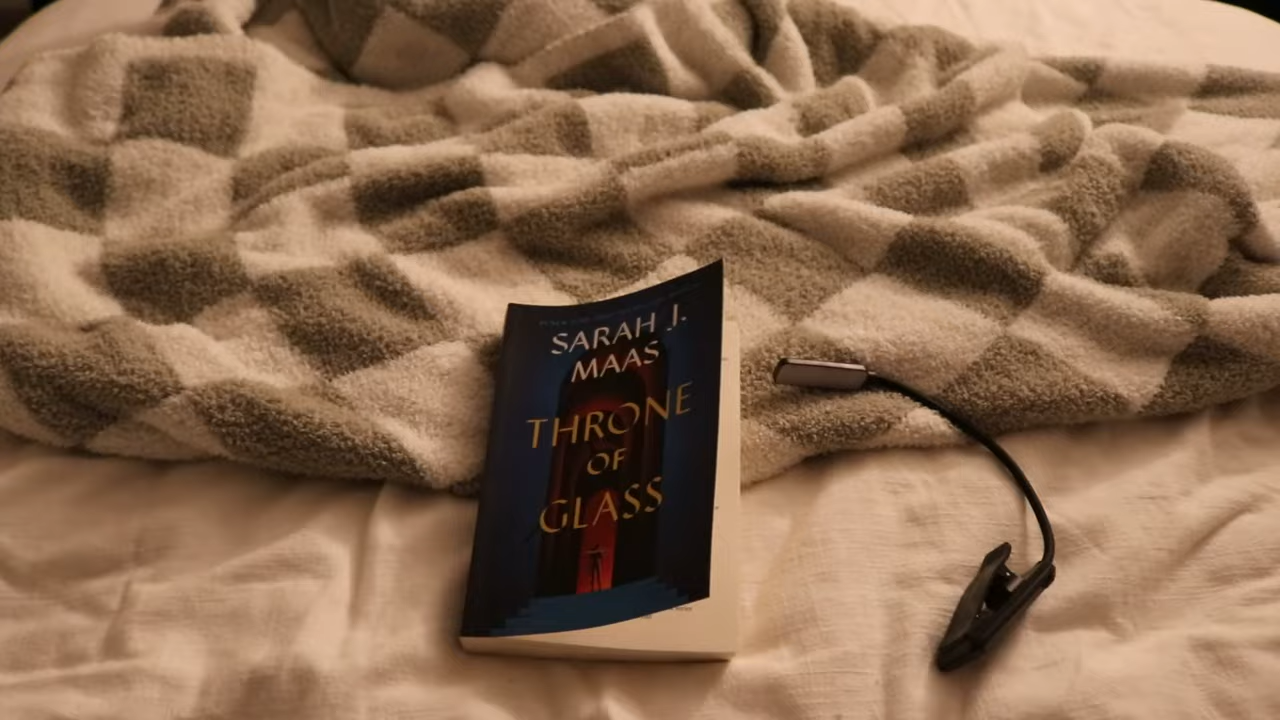 SARAH J.
MAAS
THRONE
OF
GLASS